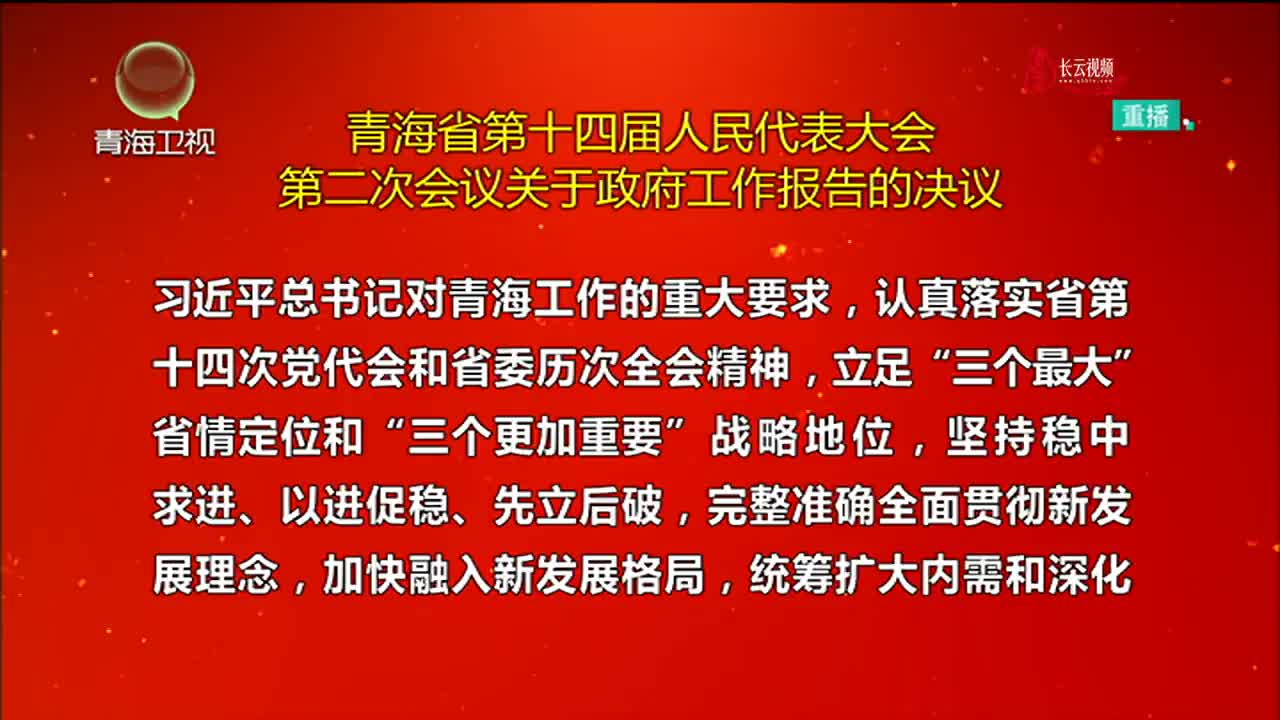 长云视频
www.qhbtv.com
重播
青海卫视
青海省第十四届人民代表大会
第二次会议关于政府工作报告的决议
习近平总书记对青海工作的重大要求，认真落实省第
十四次党代会和省委历次全会精神，立足“三个最大”
省情定位和“三个更加重要”战略地位，坚持稳中
求进、以进促稳、先立后破，完整准确全面贯彻新发
展理念，加快融入新发展格局，统筹扩大内需和深化